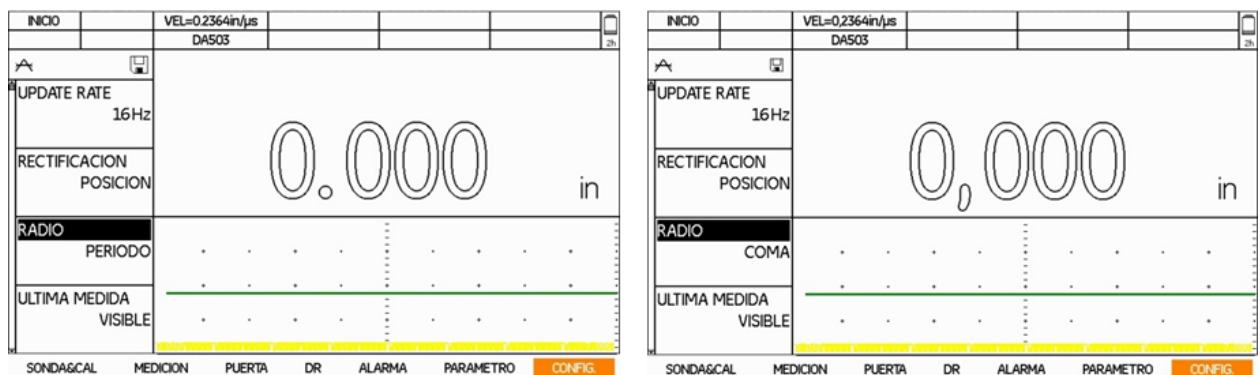 INICIO VEL=0.2364in/µs
DA503
2h
UPDATE RATE
16Hz
RECTIFICACION
POSICION
0.000 in
RADIO
PERIODO
ULTIMA MEDIDA
VISIBLE
SONDA&CAL MEDICION PUERTA DR ALARMA PARAMETRO CONFIG.
INICIO VEL=0,2364in/µs
DA503
2h
UPDATE RATE
16Hz
RECTIFICACION
POSICION
0,000 in
RADIO
COMA
ULTIMA MEDIDA
VISIBLE
SONDA&CAL MEDICION PUERTA DR ALARMA PARAMETRO CONFIG.